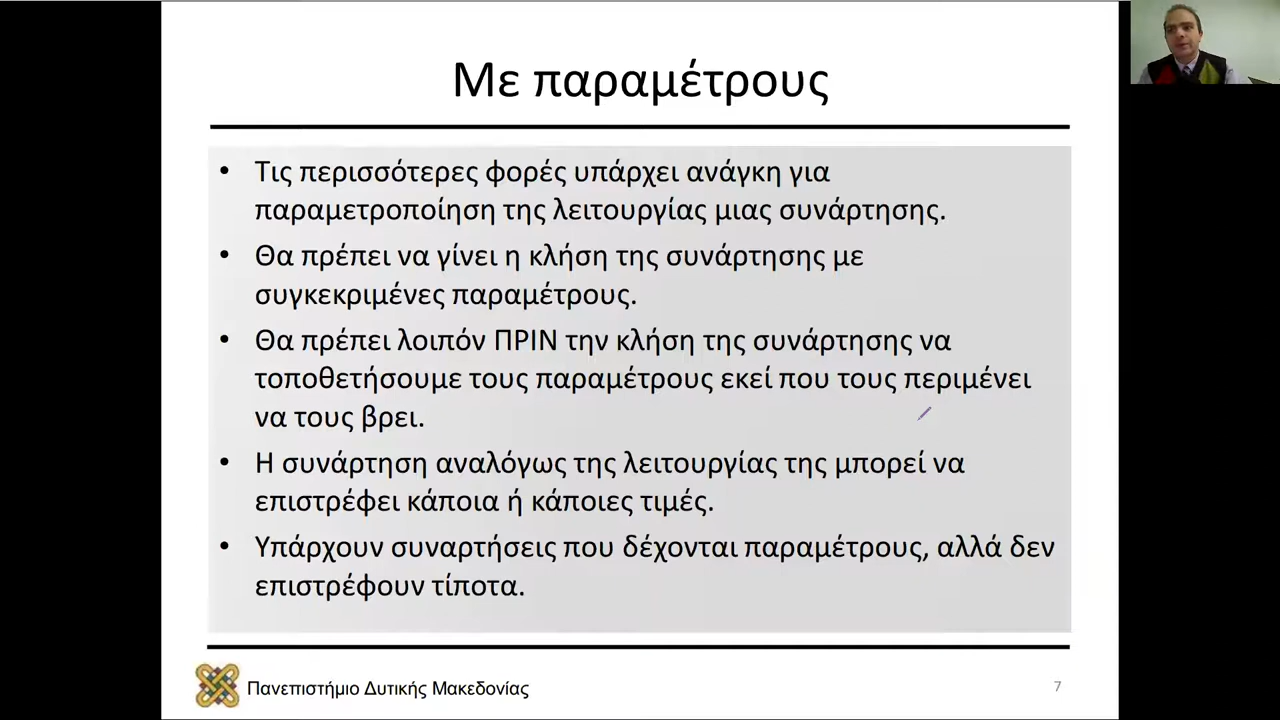 Με παραμέτρους
• Τις περισσότερες φορές υπάρχει ανάγκη για
παραμετροποίηση της λειτουργίας μιας συνάρτησης.
• Θα πρέπει να γίνει η κλήση της συνάρτησης με
συγκεκριμένες παραμέτρους.
• Θα πρέπει λοιπόν ΠΡΙΝ την κλήση της συνάρτησης να
τοποθετήσουμε τους παραμέτρους εκεί που τους περιμένει
να τους βρει.
• Η συνάρτηση αναλόγως της λειτουργίας της μπορεί να
επιστρέφει κάποια ή κάποιες τιμές.
• Υπάρχουν συναρτήσεις που δέχονται παραμέτρους, αλλά δεν
επιστρέφουν τίποτα.
Πανεπιστήμιο Δυτικής Μακεδονίας
7